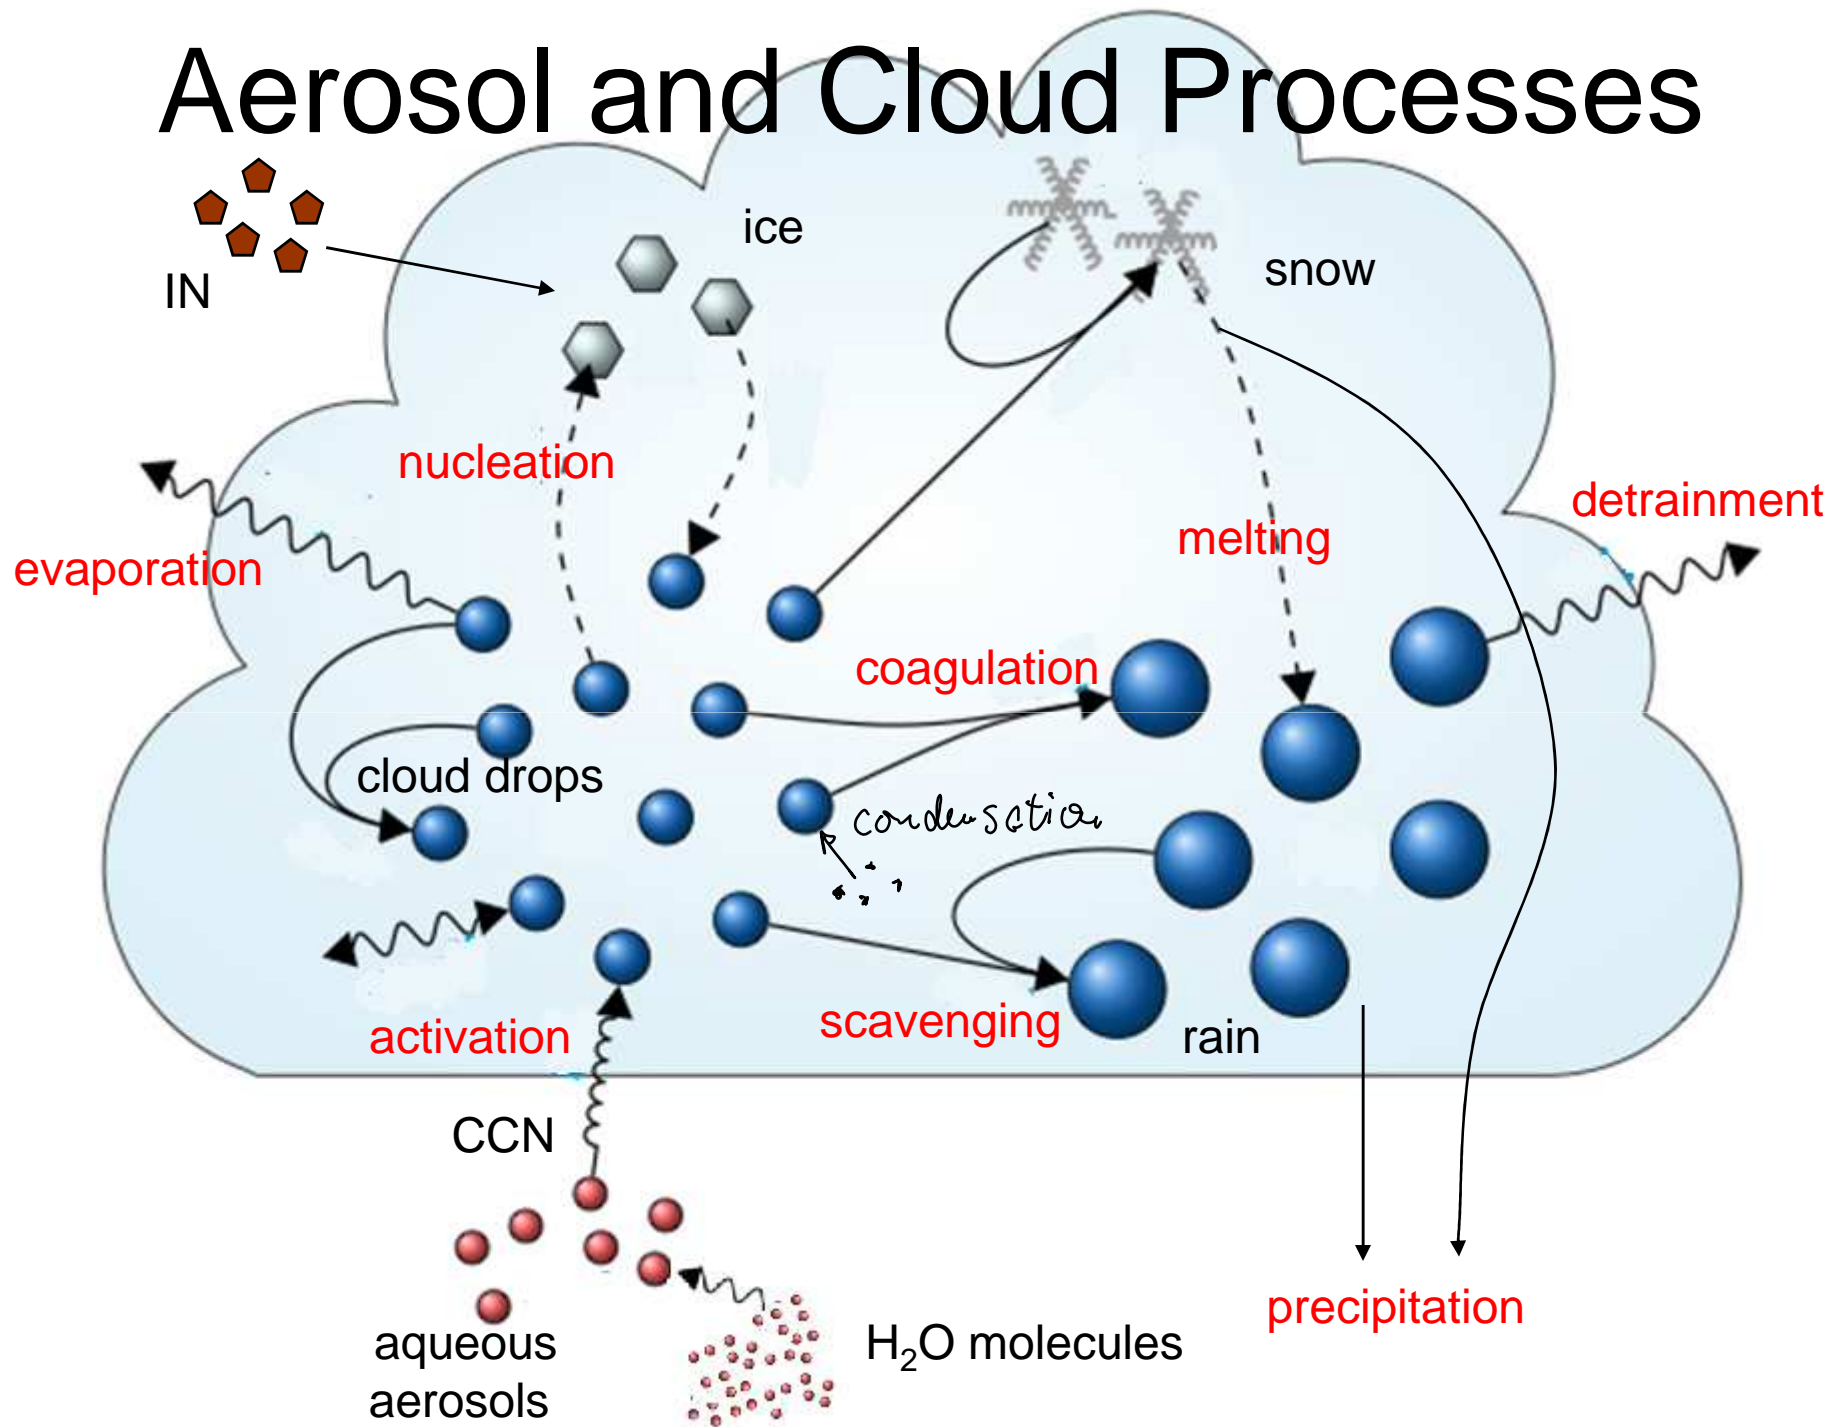 Aerosol and Cloud Processes
ice
snow
IN
nucleation
detrainment
melting
evaporation
coagulation
cloud drops
condensation
activation
scavenging
rain
CCN
precipitation
H₂O molecules
aqueous
aerosols